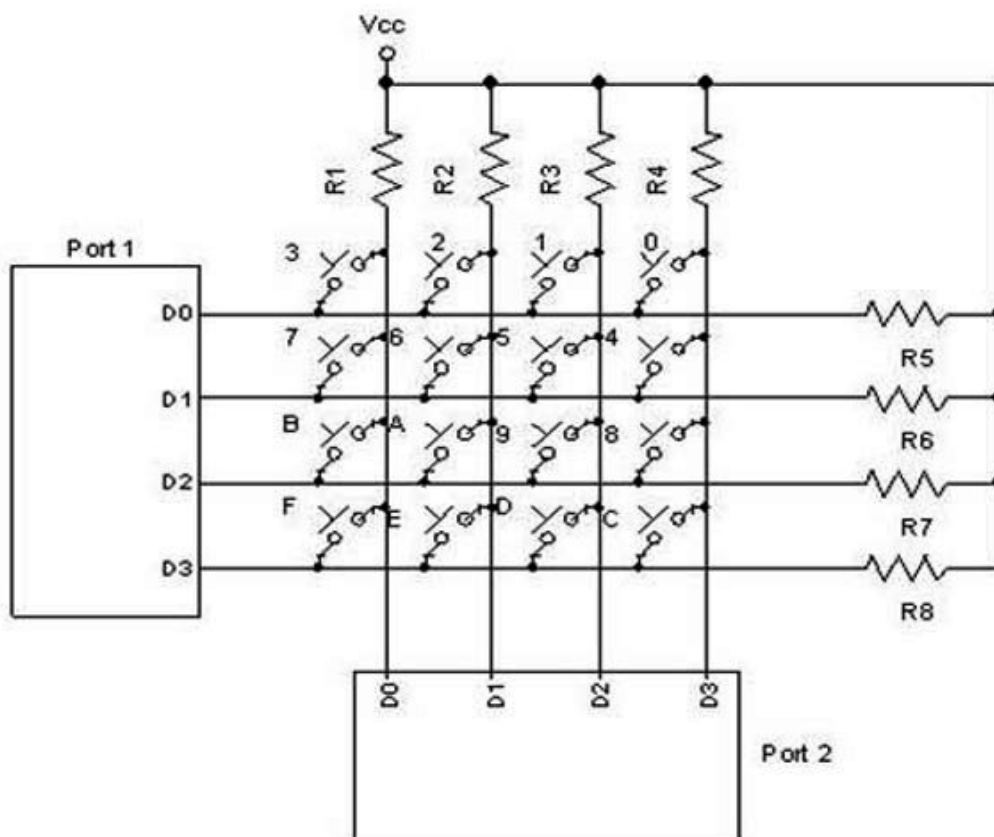 Vcc
R1 R2 R3 R4
Port 1
3 2 1 0
D0
R5
7 6 5 4
D1
R6
B A 9 8
D2
R7
F E D C
D3
R8
D0 D1 D2 D3
Port 2